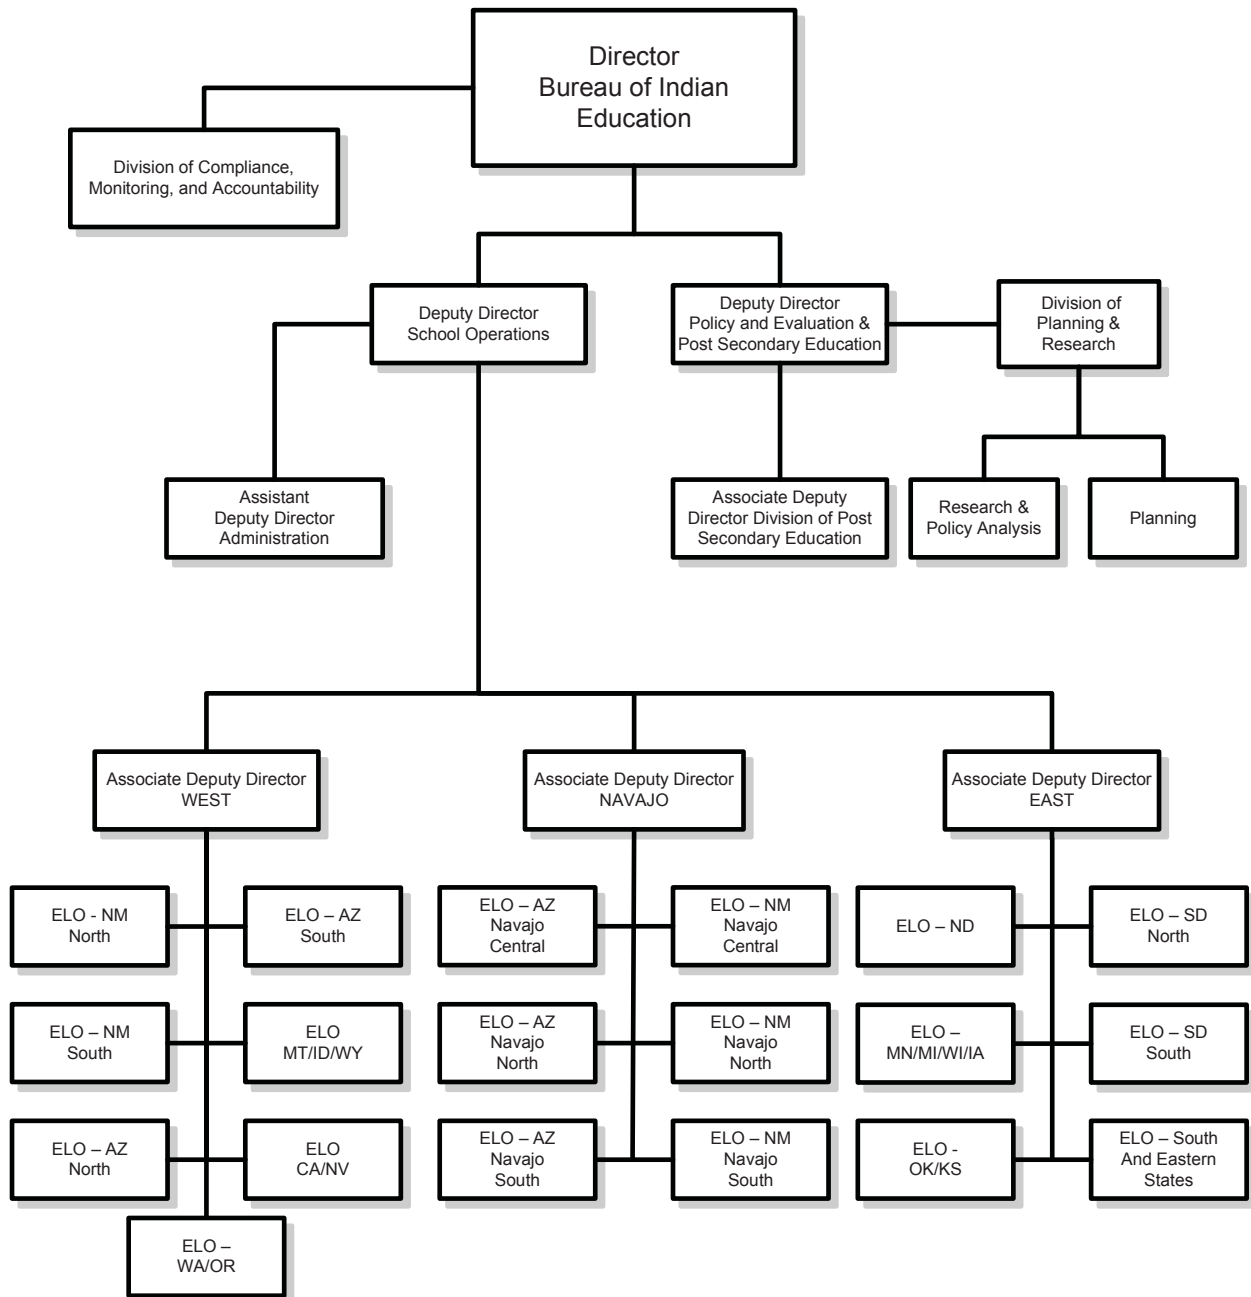 Director
Bureau of Indian
Education
Division of Compliance,
Monitoring, and Accountability
Deputy Director
School Operations
Deputy Director
Policy and Evaluation &
Post Secondary Education
Division of
Planning &
Research
Assistant
Deputy Director
Administration
Associate Deputy
Director Division of Post
Secondary Education
Research &
Policy Analysis
Planning
Associate Deputy Director
WEST
Associate Deputy Director
NAVAJO
Associate Deputy Director
EAST
ELO - NM
North
ELO – AZ
South
ELO – AZ
Navajo
Central
ELO – NM
Navajo
Central
ELO – ND
ELO – SD
North
ELO – NM
South
ELO
MT/ID/WY
ELO – AZ
Navajo
North
ELO – NM
Navajo
North
ELO –
MN/MI/WI/IA
ELO – SD
South
ELO – AZ
North
ELO
CA/NV
ELO – AZ
Navajo
South
ELO – NM
Navajo
South
ELO -
OK/KS
ELO – South
And Eastern
States
ELO –
WA/OR